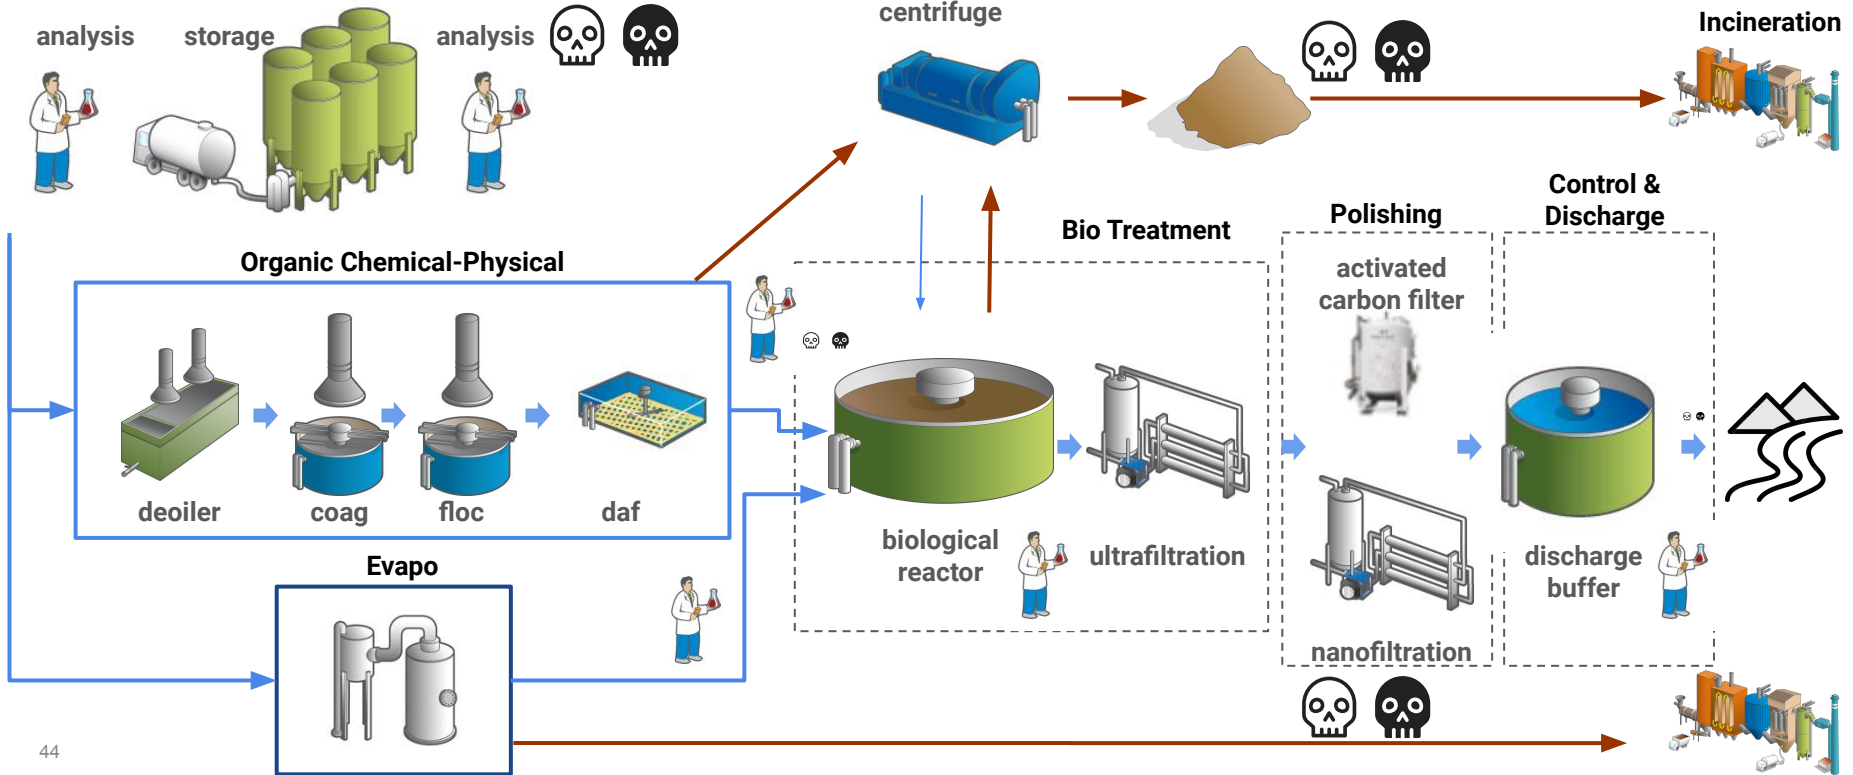 centrifuge
Incineration
analysis
storage
analysis
Control &
Discharge
Polishing
Bio Treatment
Organic Chemical-Physical
activated
carbon filter
deoiler
coag
floc
daf
biological
reactor
ultrafiltration
discharge
buffer
Evapo
nanofiltration
44